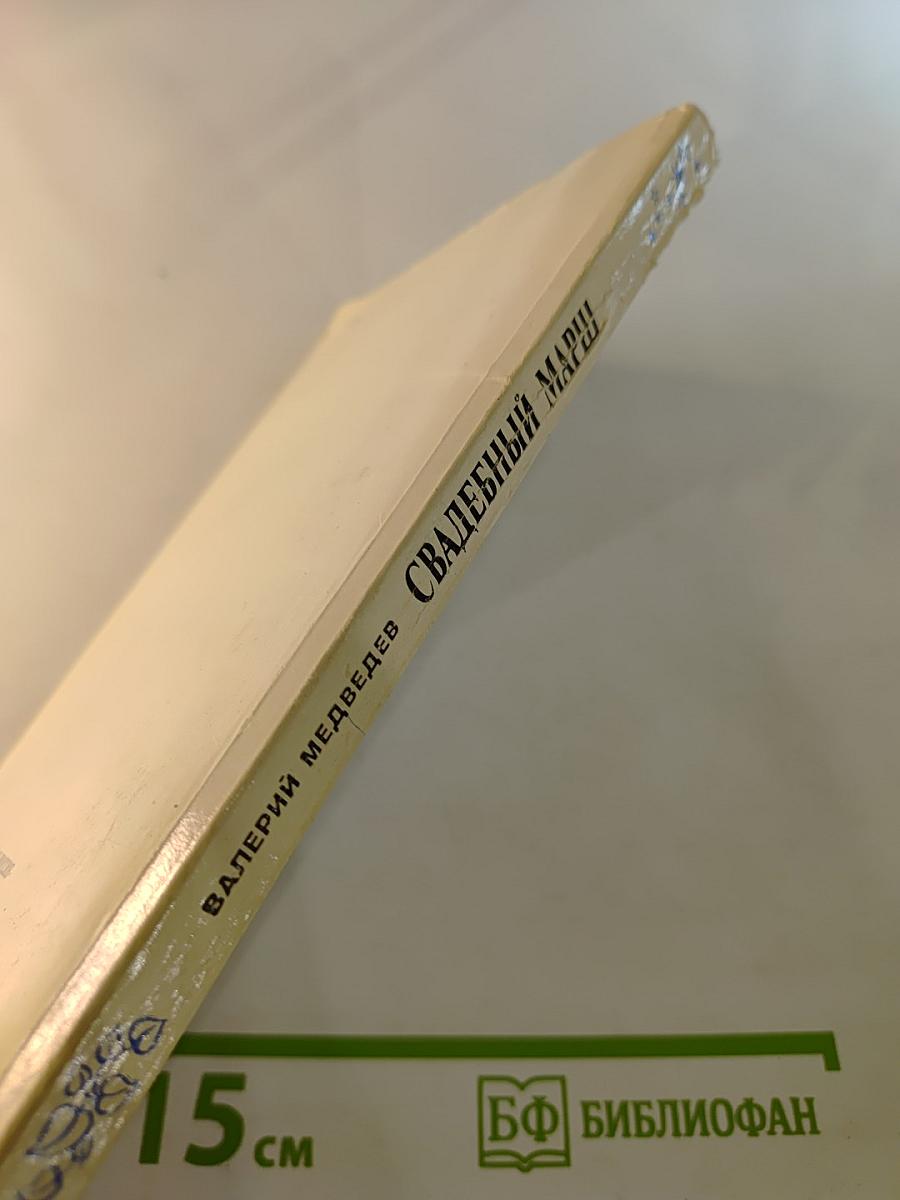 ВАЛЕРИЙ МЕДВЕДЕВ СВАДЕБНЫЙ МАРШ
15 см
БФ БИБЛИОФАН